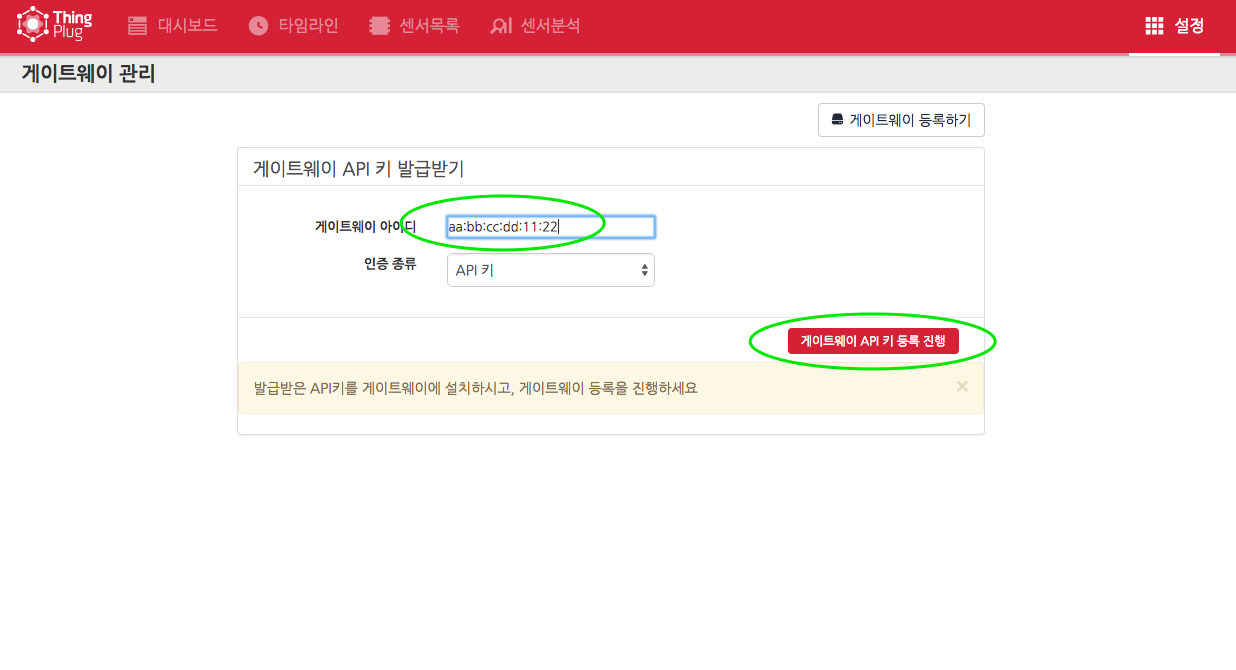 Thing
Plug
대시보드
타임라인
센서목록
센서분석
설정
게이트웨이 관리
게이트웨이 등록하기
게이트웨이 API 키 발급받기
게이트웨이 아이디
aa:bb:cc:dd:11:22
인증 종류
API 키
게이트웨이 API 키 등록 진행
발급받은 API키를 게이트웨이에 설치하시고, 게이트웨이 등록을 진행하세요